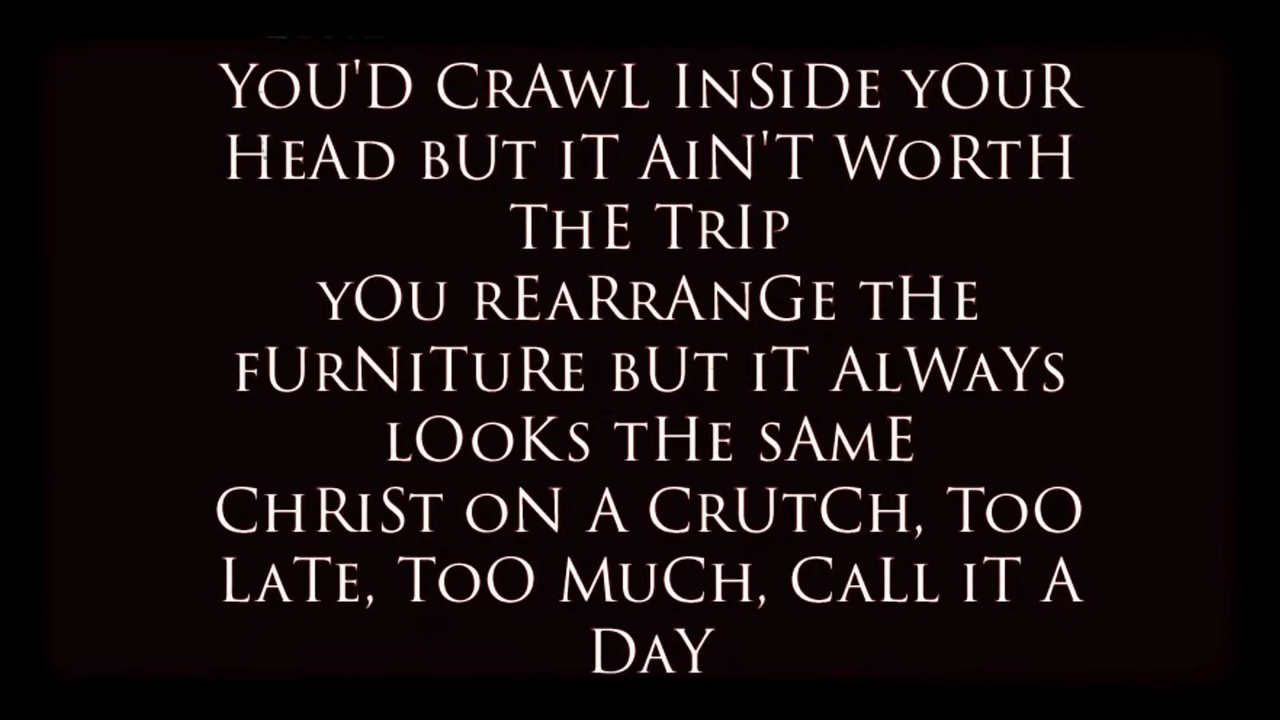 YoU'D CrAwL InSiDe yOuR
HeAd bUt iT AiN'T WoRtH
ThE TrIp
yOu rEaRrAnGe tHe
fUrNiTuRe bUt iT AlWaYs
lOoKs tHe sAmE
ChRiSt oN A CrUtCh, ToO
LaTe, ToO MuCh, CaLl iT A
DaY